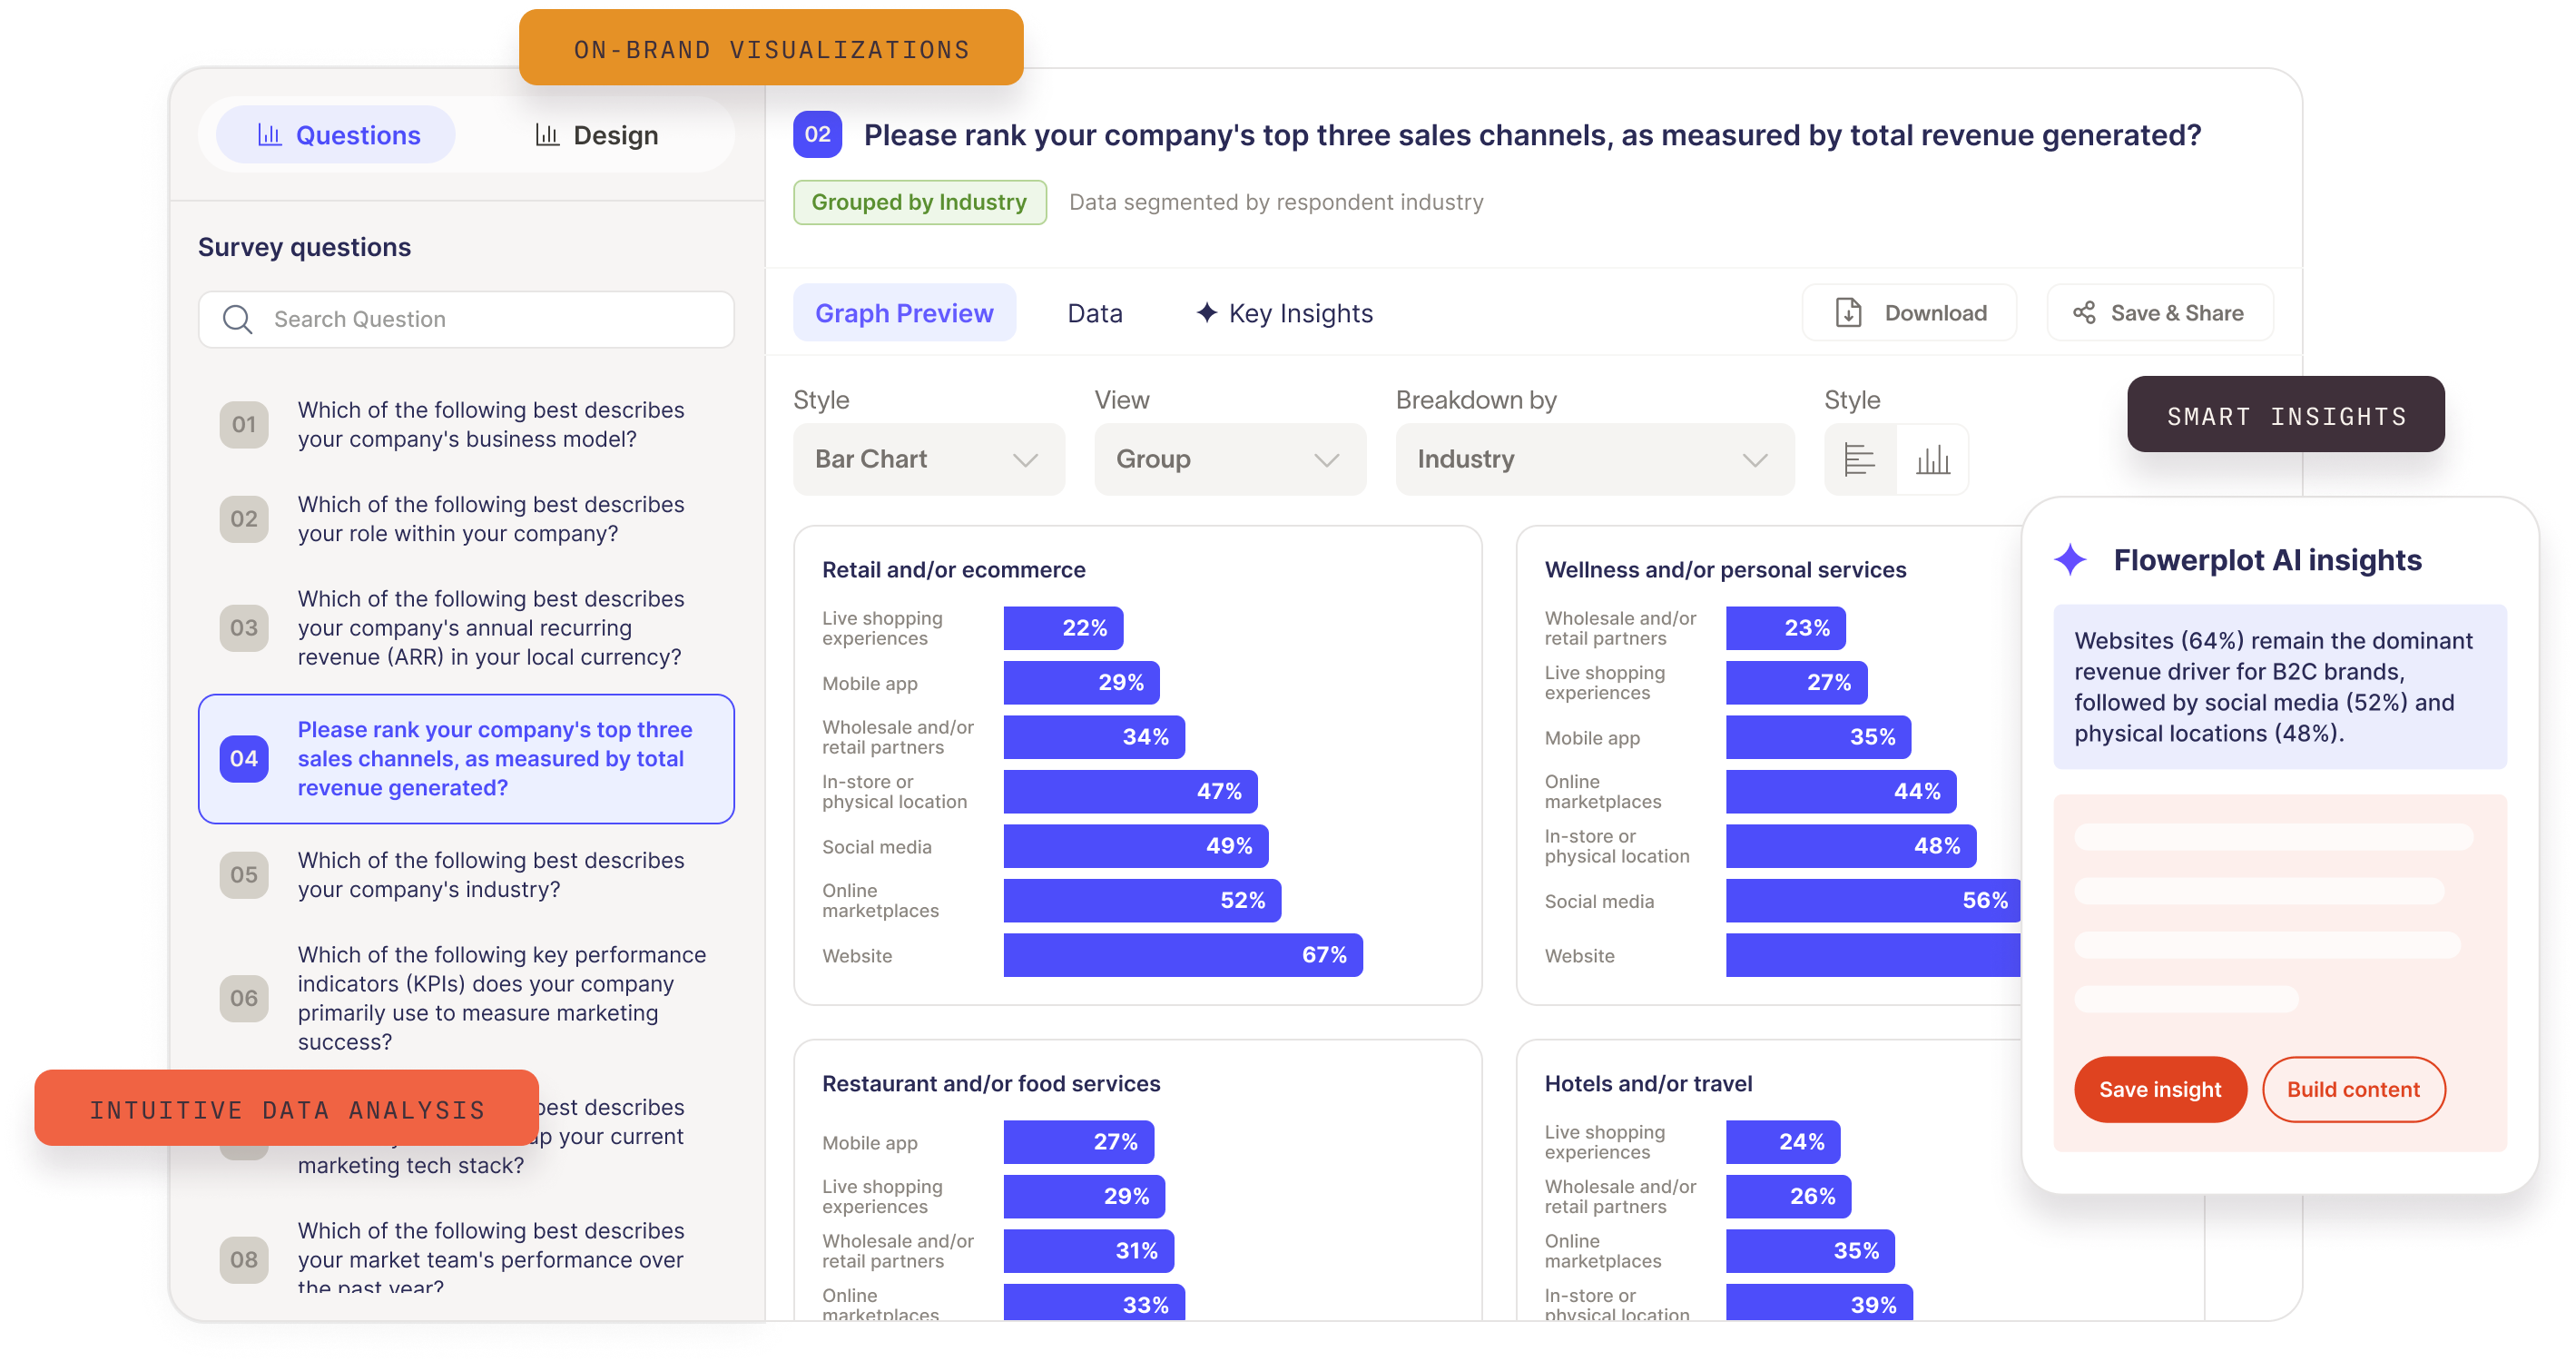 ON-BRAND VISUALIZATIONS
Questions
Design
Survey questions
Search Question
01
Which of the following best describes
your company's business model?
02
Which of the following best describes
your role within your company?
03
Which of the following best describes
your company's annual recurring
revenue (ARR) in your local currency?
04
Please rank your company's top three
sales channels, as measured by total
revenue generated?
05
Which of the following best describes
your company's industry?
06
Which of the following key performance
indicators (KPIs) does your company
primarily use to measure marketing
success?
INTUITIVE DATA ANALYSIS
best describes
your current
marketing tech stack?
08
Which of the following best describes
your market team's performance over
the past year?
02
Please rank your company's top three sales channels, as measured by total revenue generated?
Grouped by Industry
Data segmented by respondent industry
Graph Preview
Data
Key Insights
Download
Save & Share
Style
View
Breakdown by
Style
Bar Chart
Group
Industry
Retail and/or ecommerce
Live shopping
experiences
22%
Mobile app
29%
Wholesale and/or
retail partners
34%
In-store or
physical location
47%
Social media
49%
Online
marketplaces
52%
Website
67%
Wellness and/or personal services
Wholesale and/or
retail partners
23%
Live shopping
experiences
27%
Mobile app
35%
Online
marketplaces
44%
In-store or
physical location
48%
Social media
56%
Website
Restaurant and/or food services
Mobile app
27%
Live shopping
experiences
29%
Wholesale and/or
retail partners
31%
Online
marketplaces
33%
Hotels and/or travel
Live shopping
experiences
24%
Wholesale and/or
retail partners
26%
Online
marketplaces
35%
In-store or
physical location
39%
SMART INSIGHTS
Flowerplot AI insights
Websites (64%) remain the dominant
revenue driver for B2C brands,
followed by social media (52%) and
physical locations (48%).
Save insight
Build content